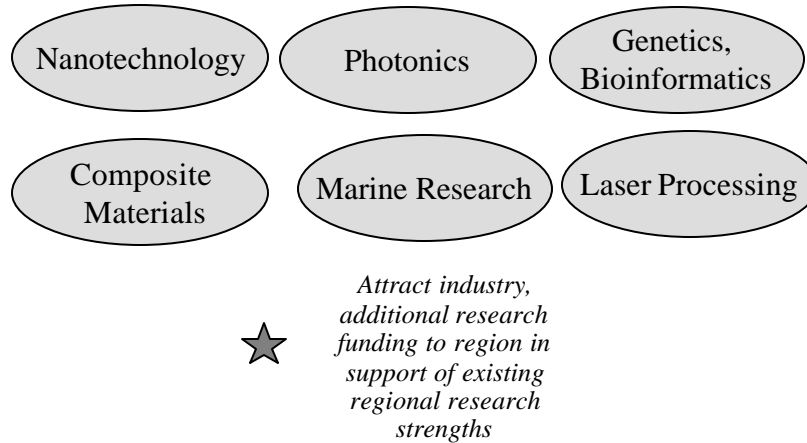 Nanotechnology
Photonics
Genetics,
Bioinformatics
Composite
Materials
Marine Research
Laser Processing
Attract industry,
additional research
funding to region in
support of existing
regional research
strengths